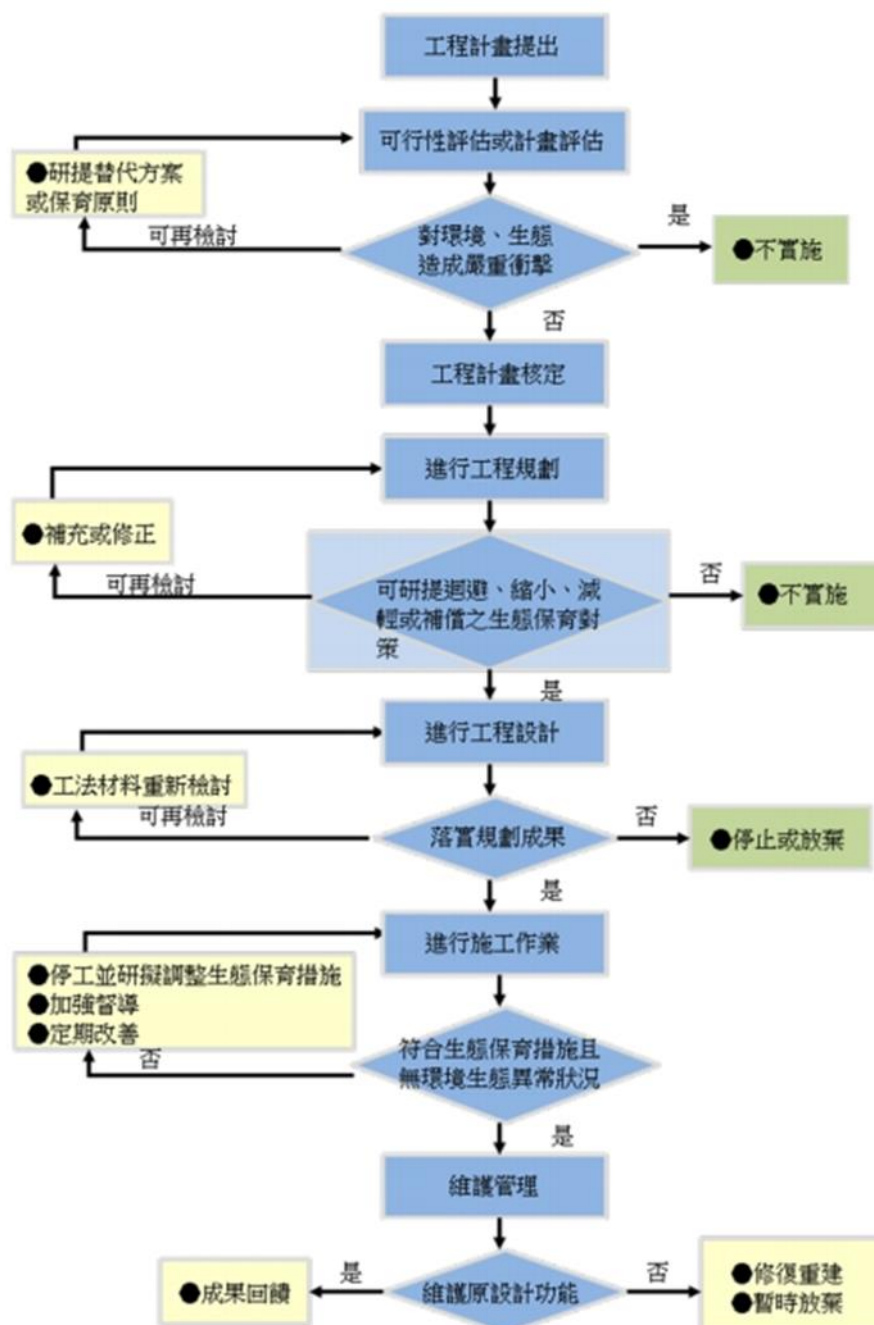 工程計畫提出
可行性評估或計畫評估
●研提替代方案
或保育原則
可再檢討
對環境、生態
造成嚴重衝擊
是
●不實施
否
工程計畫核定
進行工程規劃
●補充或修正
可再檢討
可研提迴避、縮小、減
輕或補償之生態保育對
策
否
●不實施
是
進行工程設計
●工法材料重新檢討
可再檢討
落實規劃成果
否
●停止或放棄
是
進行施工作業
●停工並研擬調整生態保育措施
●加強督導
●定期改善
否
符合生態保育措施且
無環境生態異常狀況
是
維護管理
●成果回饋
是
維護原設計功能
否
●修復重建
●暫時放棄